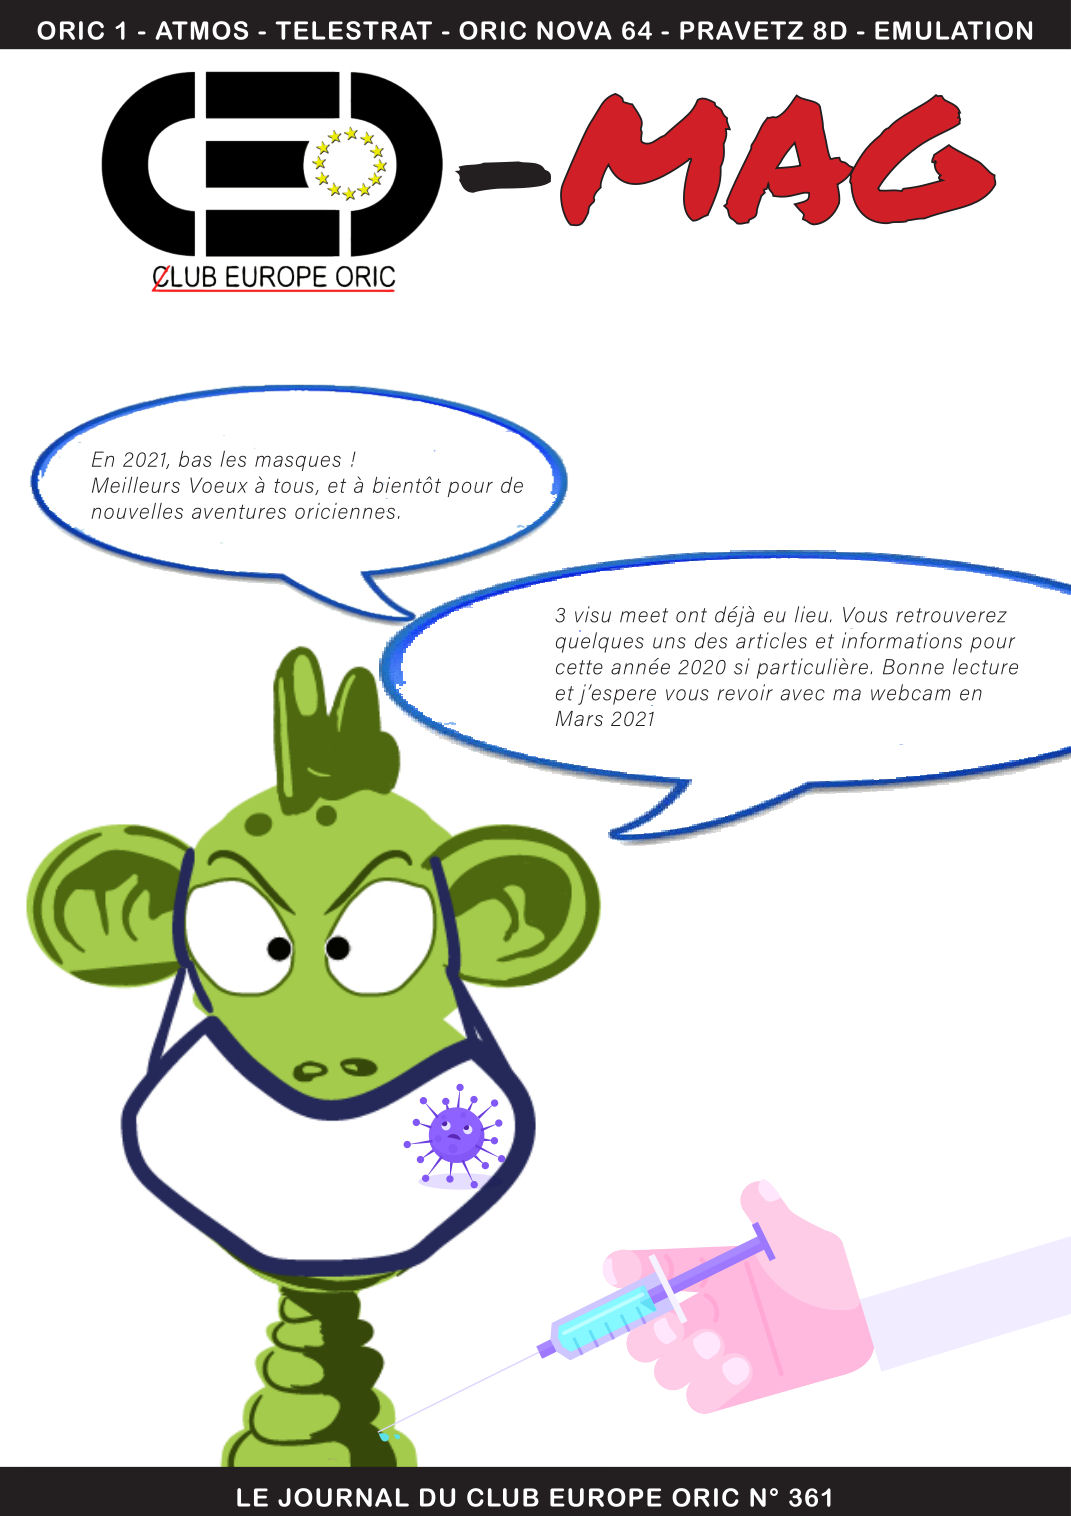 ORIC 1 - ATMOS - TELESTRAT - ORIC NOVA 64 - PRAVETZ 8D - EMULATION
CEO-MAG
CLUB EUROPE ORIC
En 2021, bas les masques !
Meilleurs Voeux à tous, et à bientôt pour de
nouvelles aventures oriciennes.
3 visu meet ont déjà eu lieu. Vous retrouverez
quelques uns des articles et informations pour
cette année 2020 si particulière. Bonne lecture
et j'espere vous revoir avec ma webcam en
Mars 2021
LE JOURNAL DU CLUB EUROPE ORIC N° 361